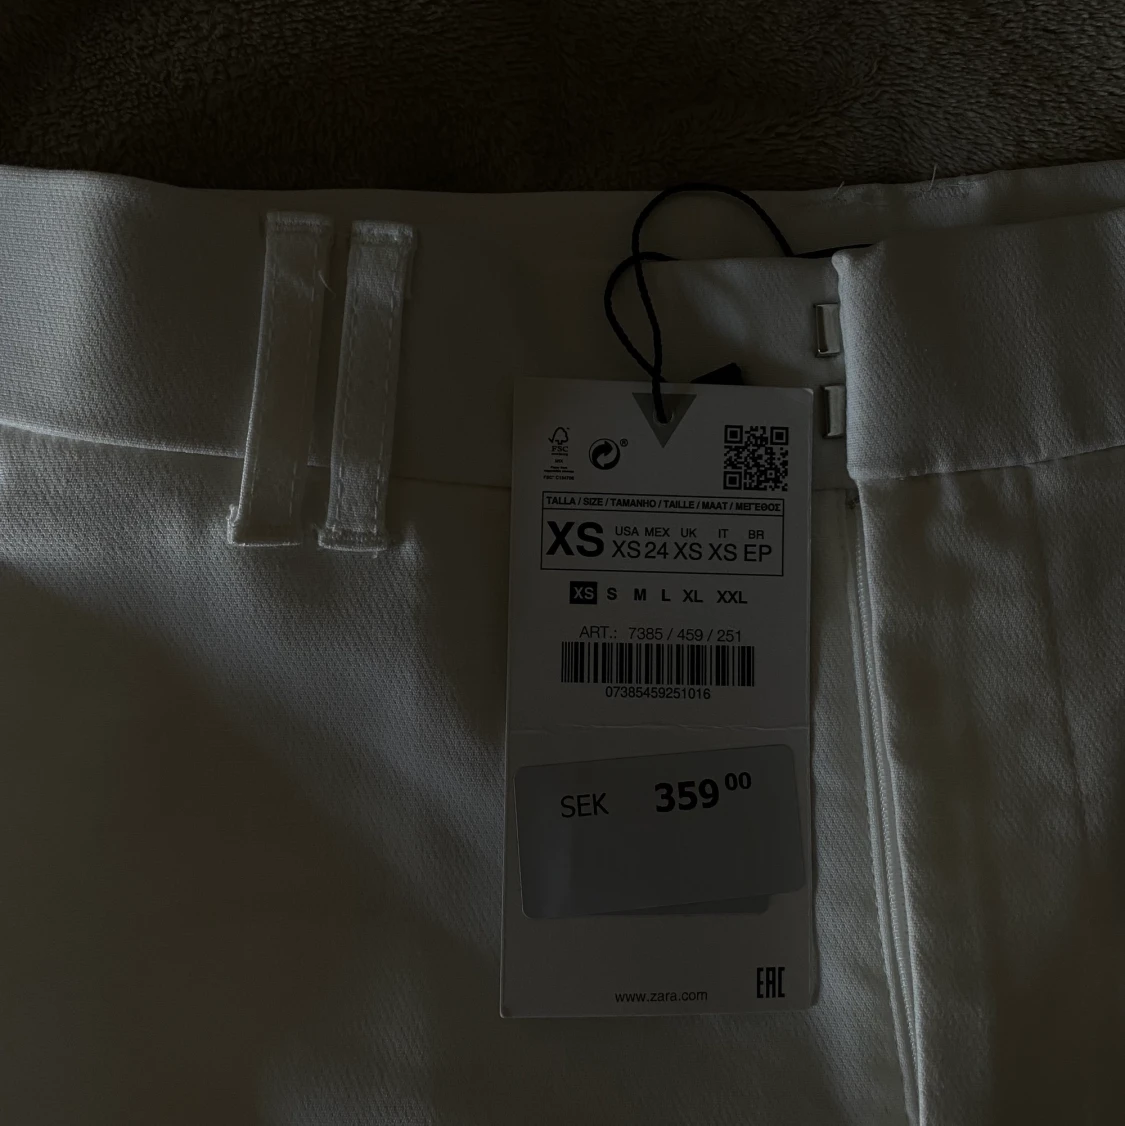 FSC
®
TALLA / SIZE / TAMANHO / TAILLE / MAAT / ΜΕΓΕΘΟΣ
XS
USA MEX UK IT BR
XS 24 XS XS EP
XS S M L XL XXL
ART.: 7385 / 459 / 251
07385459251016
SEK 359 00
www.zara.com
EAC